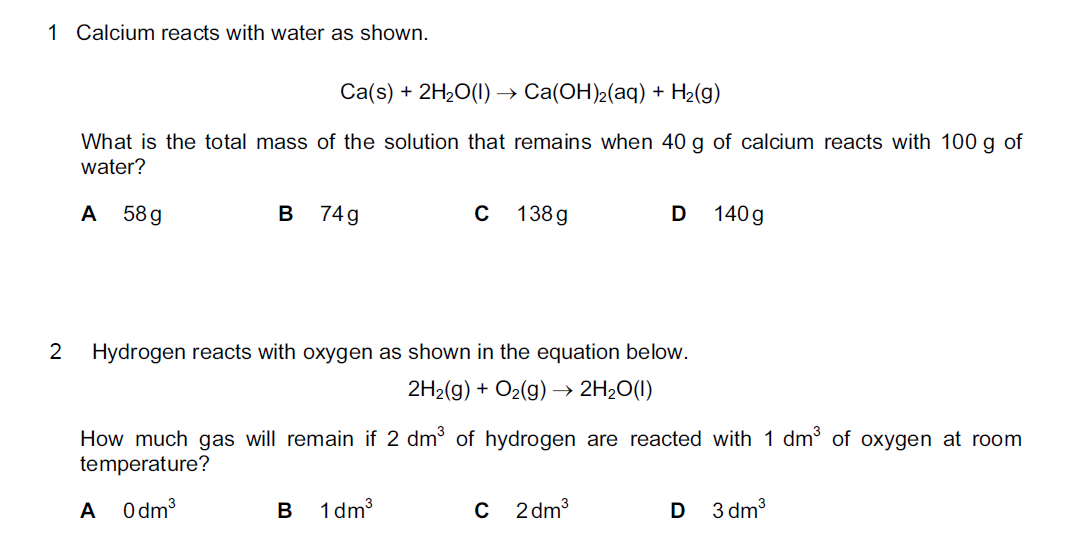 1 Calcium reacts with water as shown.
Ca(s) + 2H₂O(l) → Ca(OH)₂(aq) + H₂(g)
What is the total mass of the solution that remains when 40 g of calcium reacts with 100 g of
water?
A 58 g B 74 g C 138 g D 140 g
2 Hydrogen reacts with oxygen as shown in the equation below.
2H₂(g) + O₂(g) → 2H₂O(l)
How much gas will remain if 2 dm³ of hydrogen are reacted with 1 dm³ of oxygen at room
temperature?
A 0 dm³ B 1 dm³ C 2 dm³ D 3 dm³